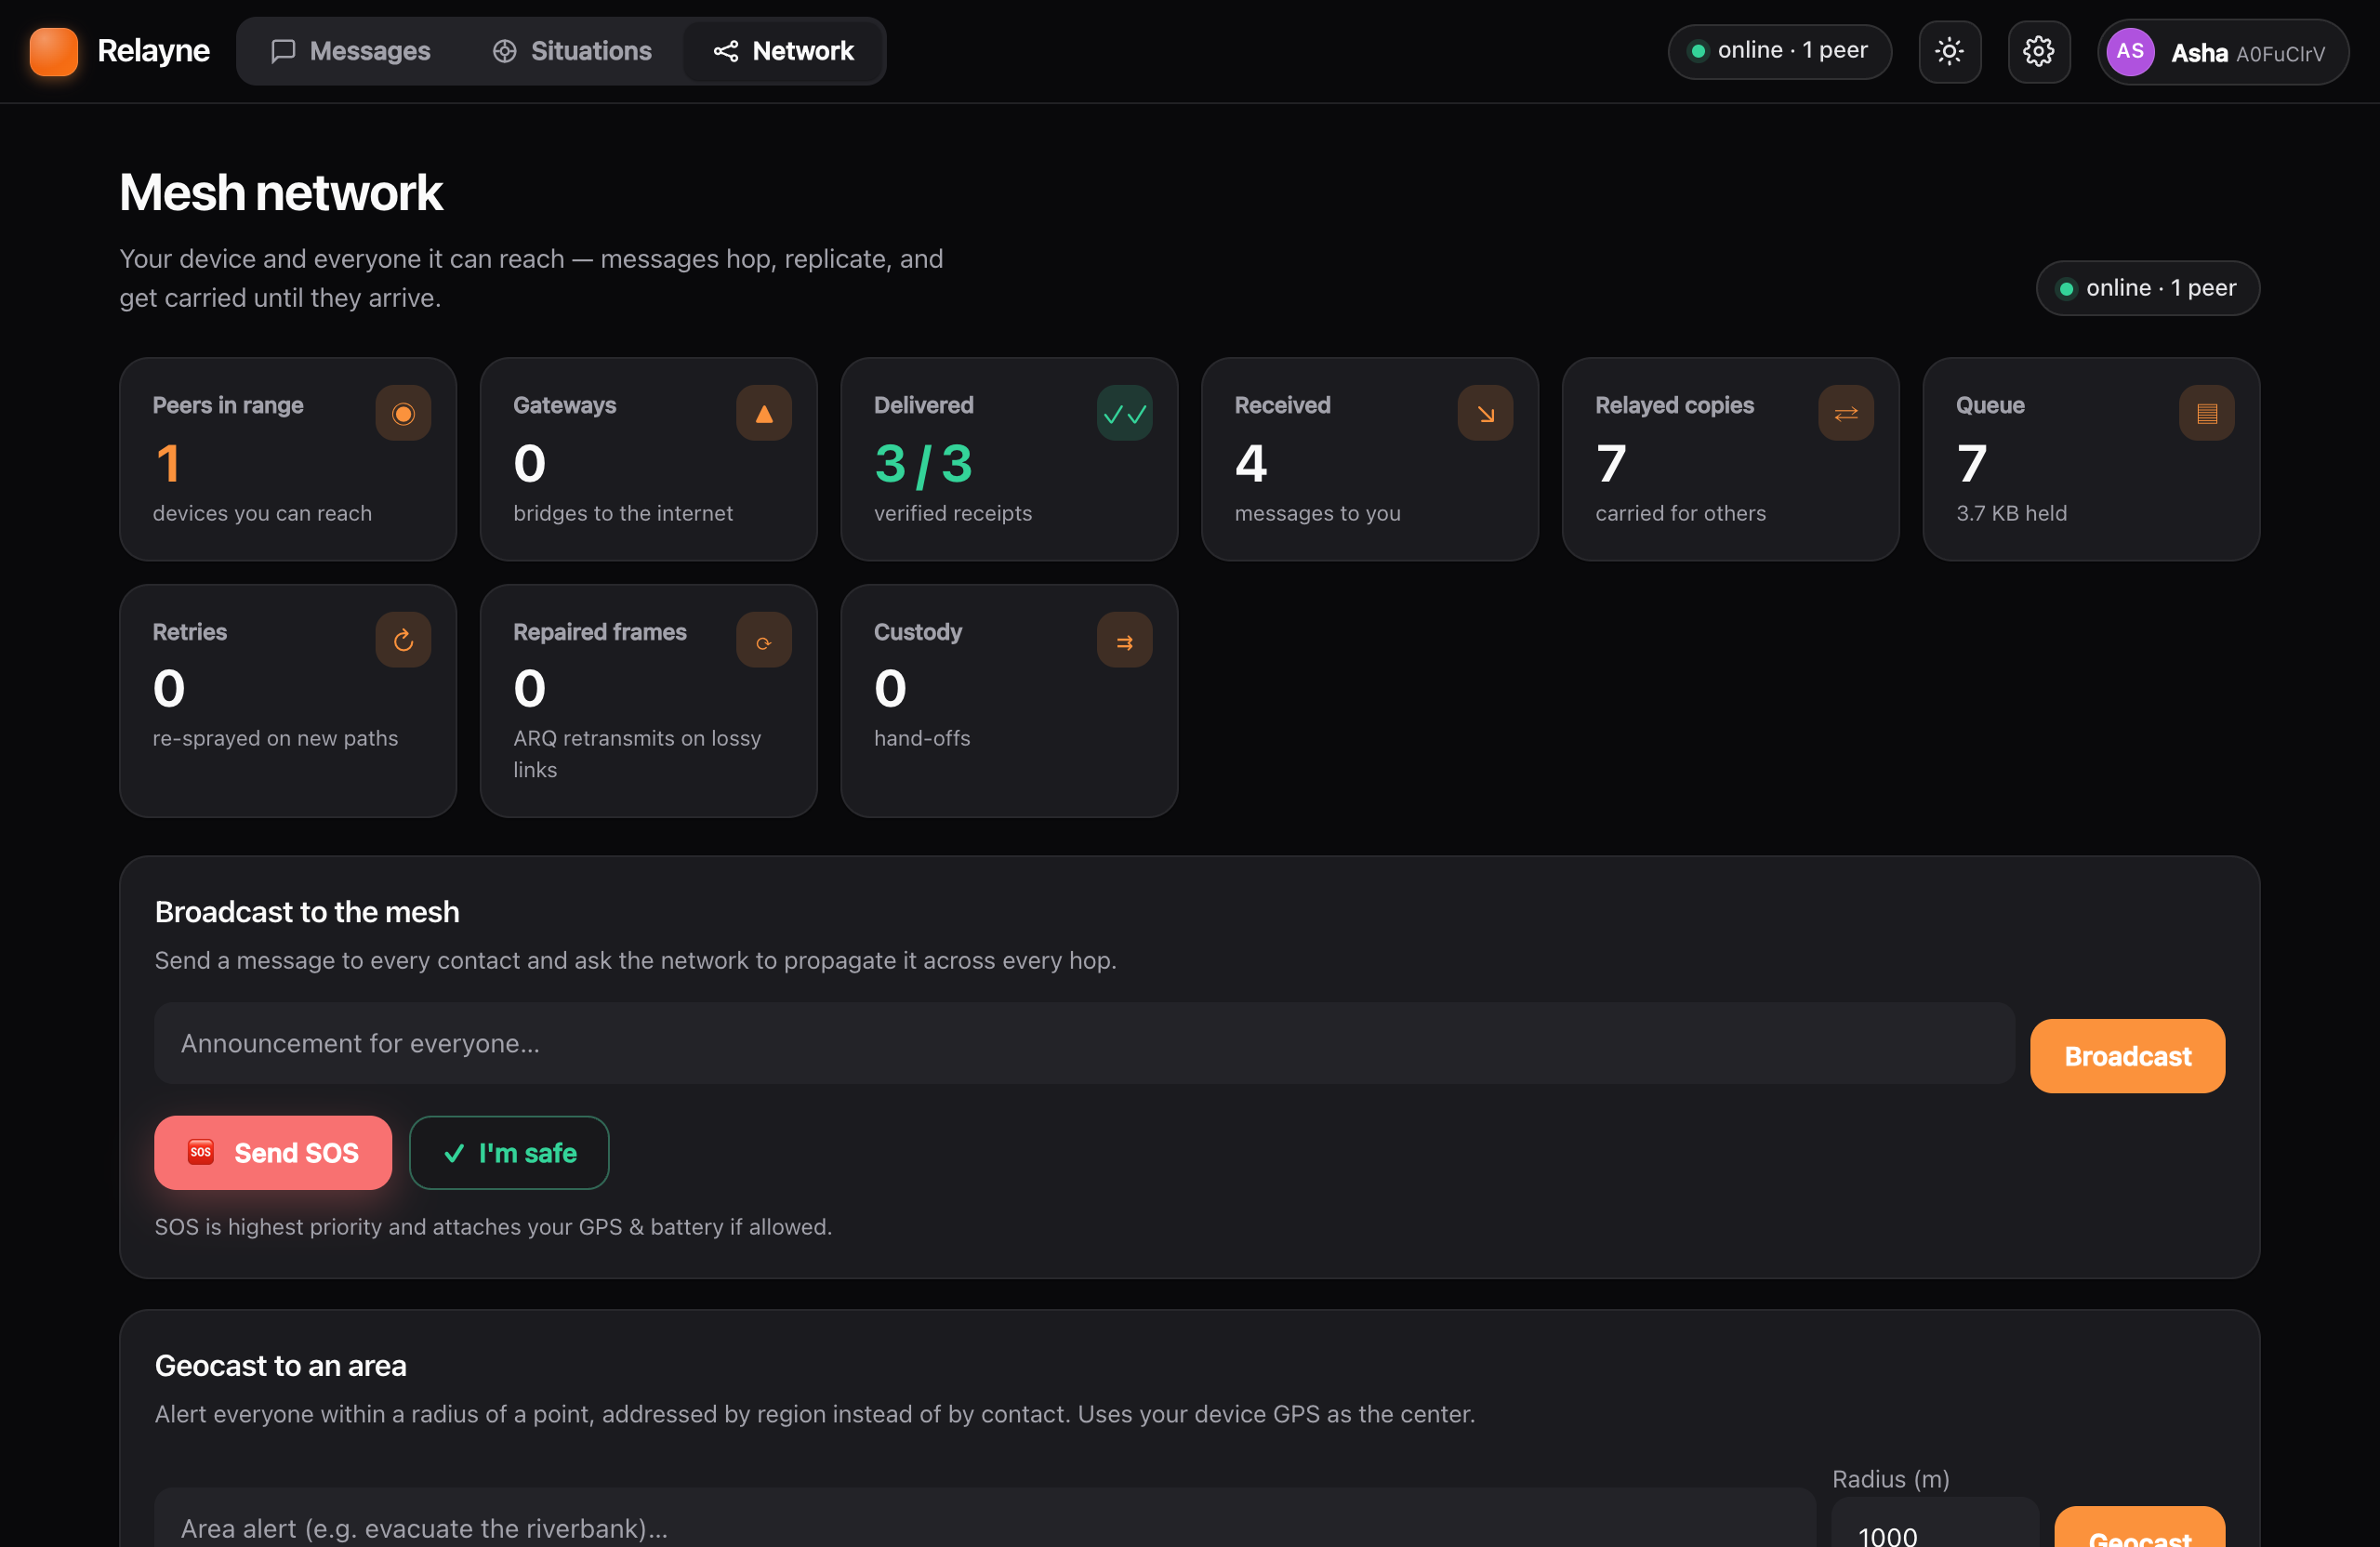 Relayne
Messages
Situations
Network
online · 1 peer
AS
Asha A0FuClrV
Mesh network
Your device and everyone it can reach — messages hop, replicate, and
get carried until they arrive.
online · 1 peer
Peers in range
1
devices you can reach
Gateways
0
bridges to the internet
Delivered
3 / 3
verified receipts
Received
4
messages to you
Relayed copies
7
carried for others
Queue
7
3.7 KB held
Retries
0
re-sprayed on new paths
Repaired frames
0
ARQ retransmits on lossy
links
Custody
0
hand-offs
Broadcast to the mesh
Send a message to every contact and ask the network to propagate it across every hop.
Announcement for everyone...
Broadcast
SOS Send SOS
✓ I'm safe
SOS is highest priority and attaches your GPS & battery if allowed.
Geocast to an area
Alert everyone within a radius of a point, addressed by region instead of by contact. Uses your device GPS as the center.
Radius (m)
Area alert (e.g. evacuate the riverbank)...
1000
Geocast